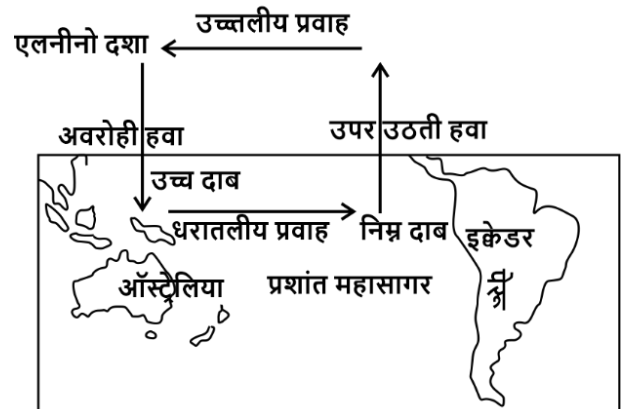 उच्चतलीय प्रवाह
एलनीनो दशा
अवरोही हवा
उपर उठती हवा
उच्च दाब
धरातलीय प्रवाह
निम्न दाब
इक्वेडर
ऑस्ट्रेलिया
प्रशांत महासागर